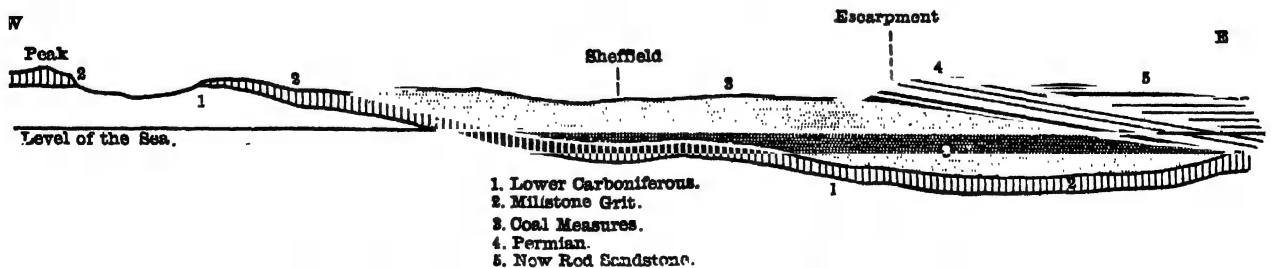 W
Escarpment
E
Peak
Sheffield
2
2
3
4
5
1
Level of the Sea.
1
2
1. Lower Carboniferous.
2. Millstone Grit.
3. Coal Measures.
4. Permian.
5. Now Rod Sandstone.